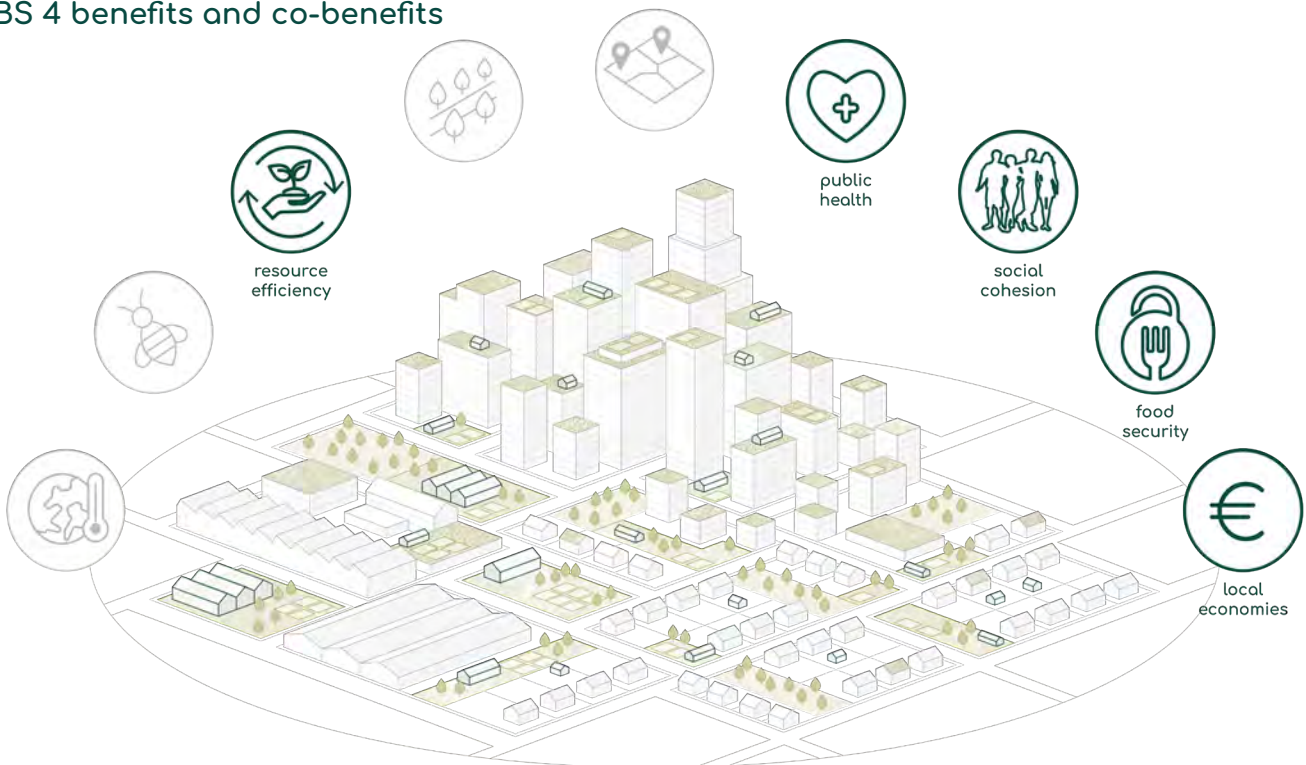 BS 4 benefits and co-benefits
public
health
resource
efficiency
social
cohesion
food
security
€
local
economies